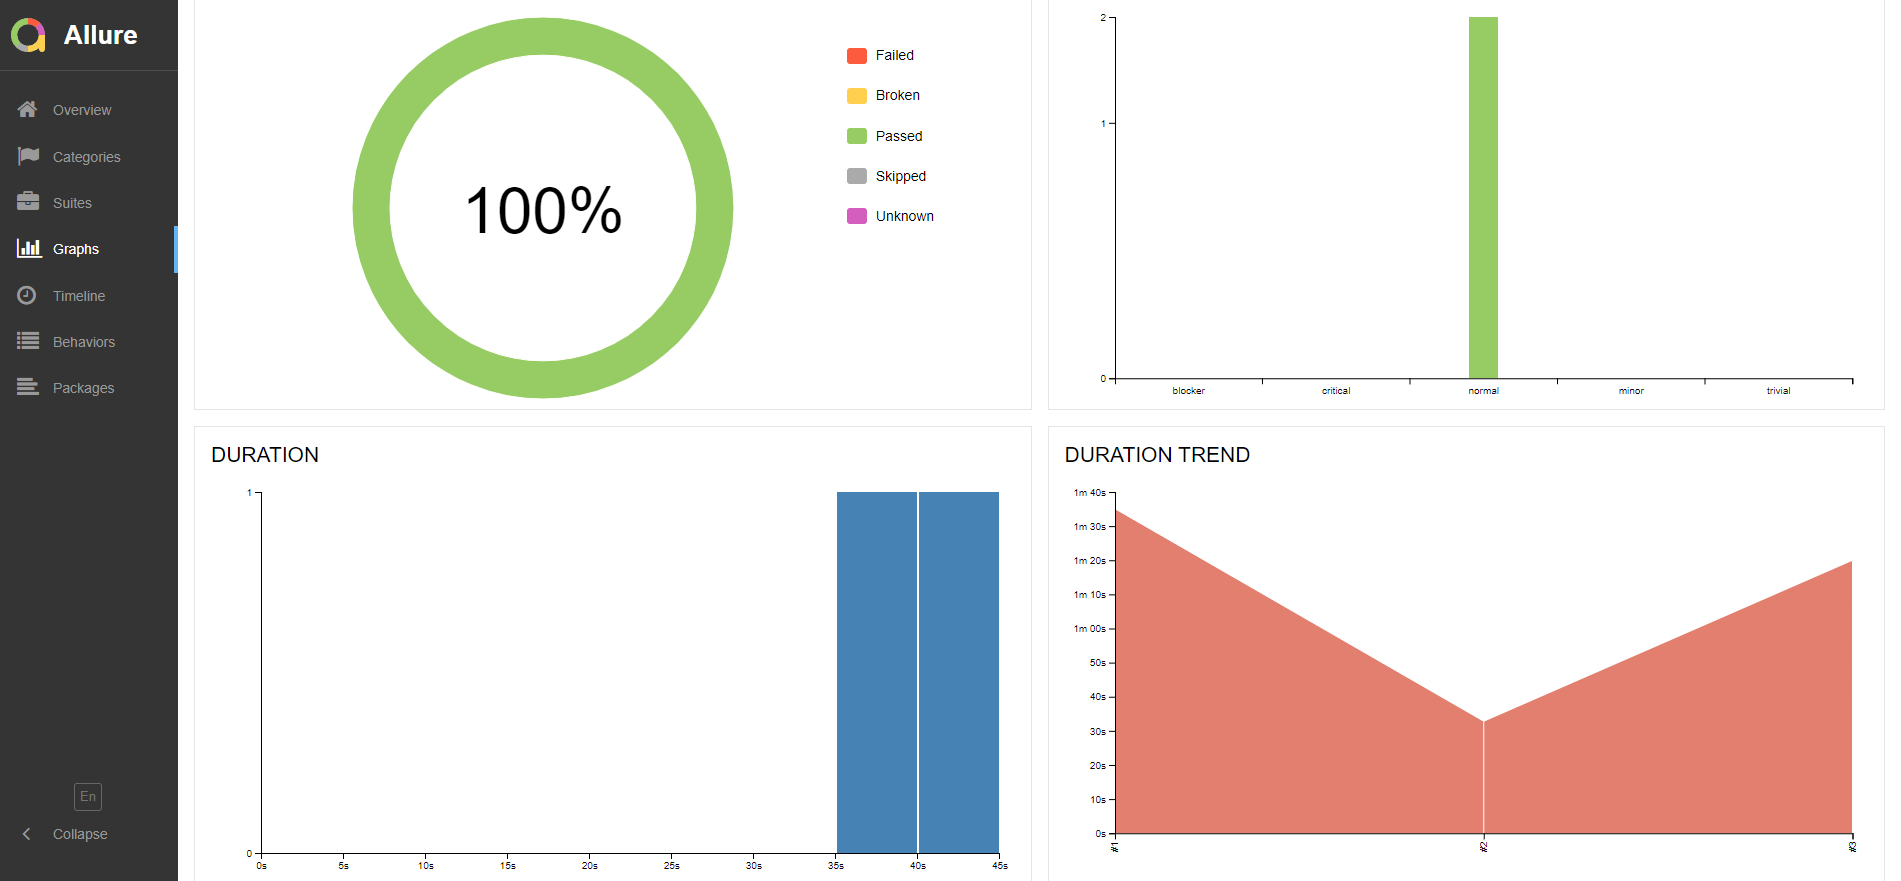 Allure
Overview
Categories
Suites
Graphs
Timeline
Behaviors
Packages
En
Collapse
100%
Failed
Broken
Passed
Skipped
Unknown
2
1
0
blocker critical normal minor trivial
DURATION
1
0
0s 5s 10s 15s 20s 25s 30s 35s 40s 45s
DURATION TREND
1m 40s
1m 30s
1m 20s
1m 10s
1m 00s
50s
40s
30s
20s
10s
0s
#1 #2 #3